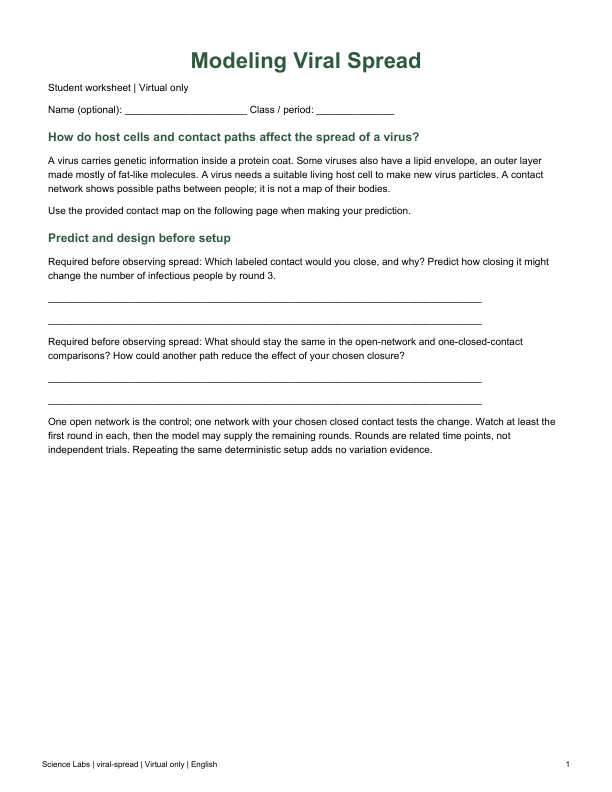 Modeling Viral Spread
Student worksheet | Virtual only
Name (optional): ______________________ Class / period: ______________
How do host cells and contact paths affect the spread of a virus?
A virus carries genetic information inside a protein coat. Some viruses also have a lipid envelope, an outer layer
made mostly of fat-like molecules. A virus needs a suitable living host cell to make new virus particles. A contact
network shows possible paths between people; it is not a map of their bodies.
Use the provided contact map on the following page when making your prediction.
Predict and design before setup
Required before observing spread: Which labeled contact would you close, and why? Predict how closing it might
change the number of infectious people by round 3.
Required before observing spread: What should stay the same in the open-network and one-closed-contact
comparisons? How could another path reduce the effect of your chosen closure?
One open network is the control; one network with your chosen closed contact tests the change. Watch at least the
first round in each, then the model may supply the remaining rounds. Rounds are related time points, not
independent trials. Repeating the same deterministic setup adds no variation evidence.
Science Labs | viral-spread | Virtual only | English
1